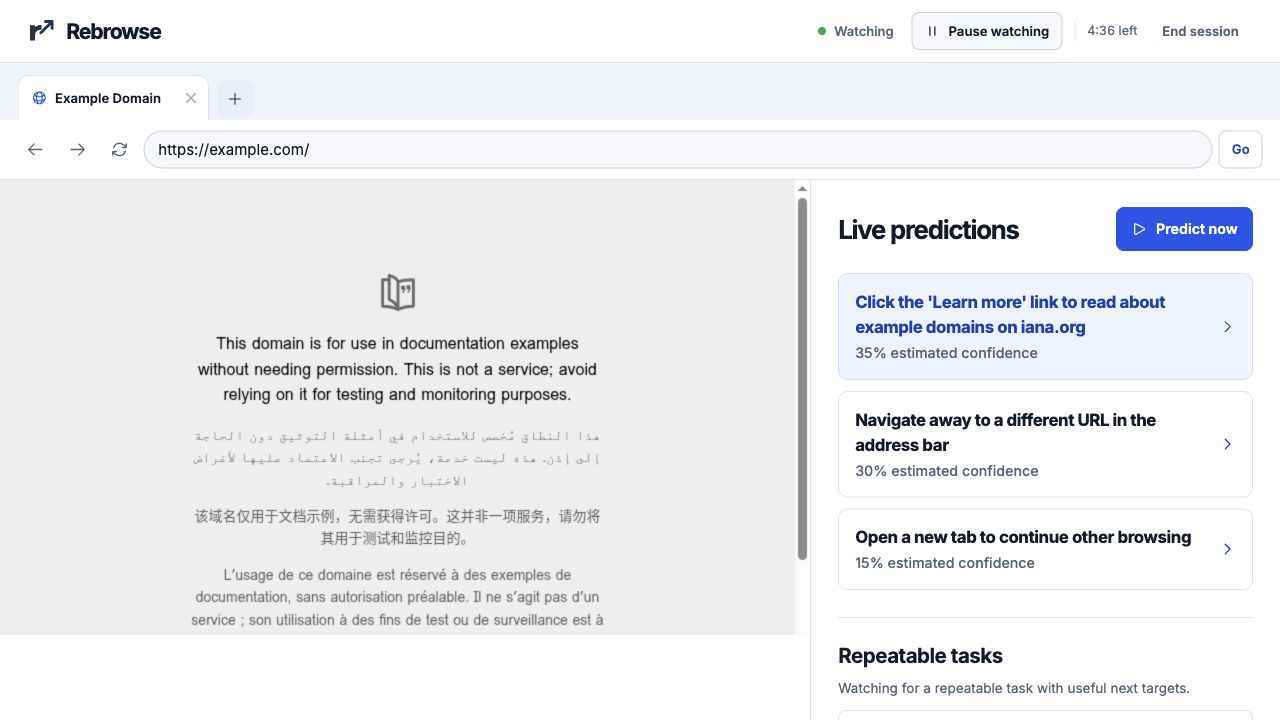 Rebrowse
Watching
Pause watching
4:36 left
End session
Example Domain
https://example.com/
Go
This domain is for use in documentation examples
without needing permission. This is not a service; avoid
relying on it for testing and monitoring purposes.
هذا النطاق مُخصص للاستخدام في أمثلة التوثيق دون الحاجة
إلى إذن. هذه ليست خدمة، يُرجى تجنب الاعتماد عليها لأغراض
الاختبار والمراقبة.
该域名仅用于文档示例，无需获得许可。这并非一项服务，请勿将
其用于测试和监控目的。
L’usage de ce domaine est réservé à des exemples de
documentation, sans autorisation préalable. Il ne s’agit pas d’un
service ; son utilisation à des fins de test ou de surveillance est à
Live predictions
Predict now
Click the 'Learn more' link to read about
example domains on iana.org
35% estimated confidence
Navigate away to a different URL in the
address bar
30% estimated confidence
Open a new tab to continue other browsing
15% estimated confidence
Repeatable tasks
Watching for a repeatable task with useful next targets.